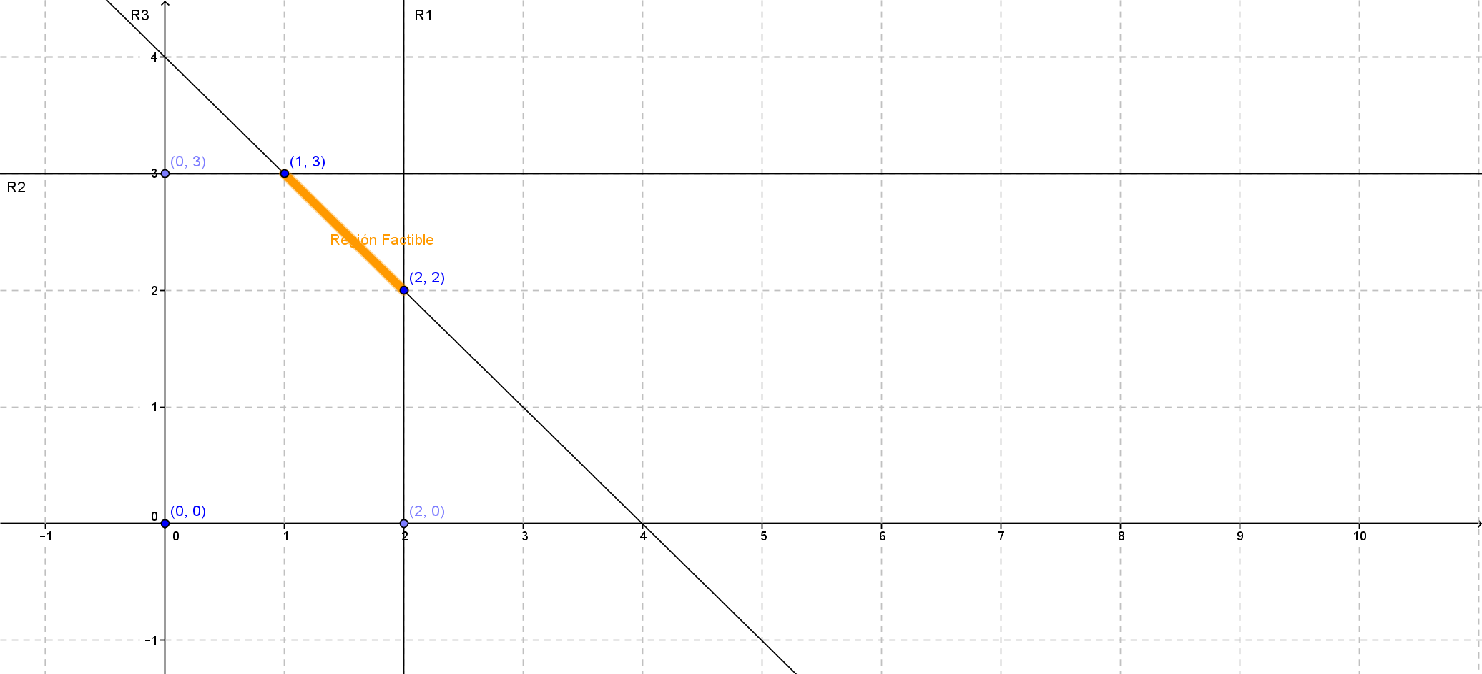 R3
R1
4
(0, 3)
(1, 3)
3
R2
Región Factible
(2, 2)
2
1
(0, 0)
(2, 0)
0
−1 0 1 2 3 4 5 6 7 8 9 10
−1